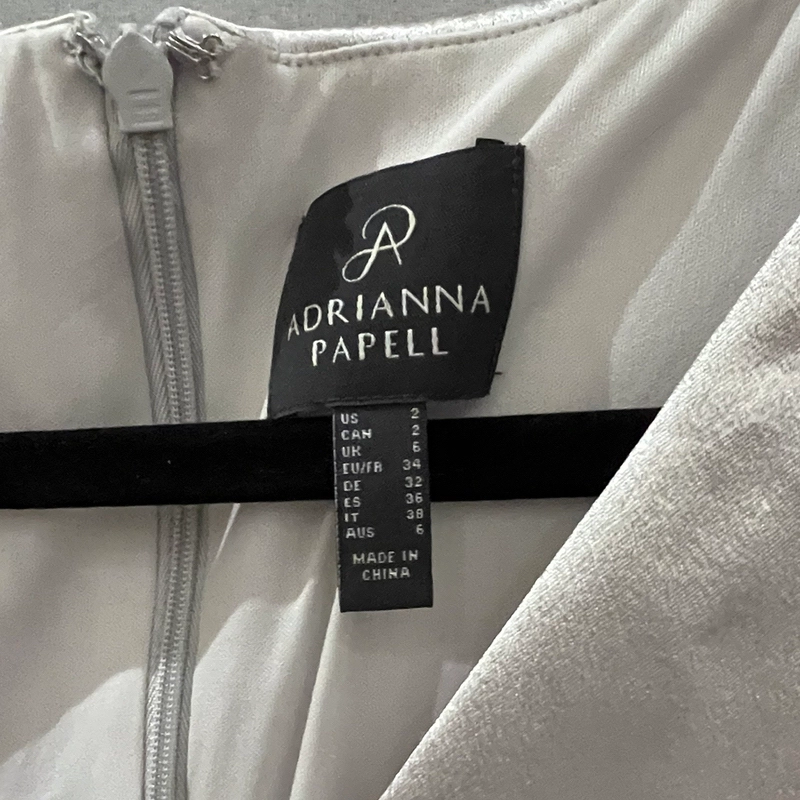 ADRIANNA
PAPELL
US 2
CAN 2
UK 6
EU/FR 34
DE 32
ES 36
IT 38
AUS 6
MADE IN
CHINA